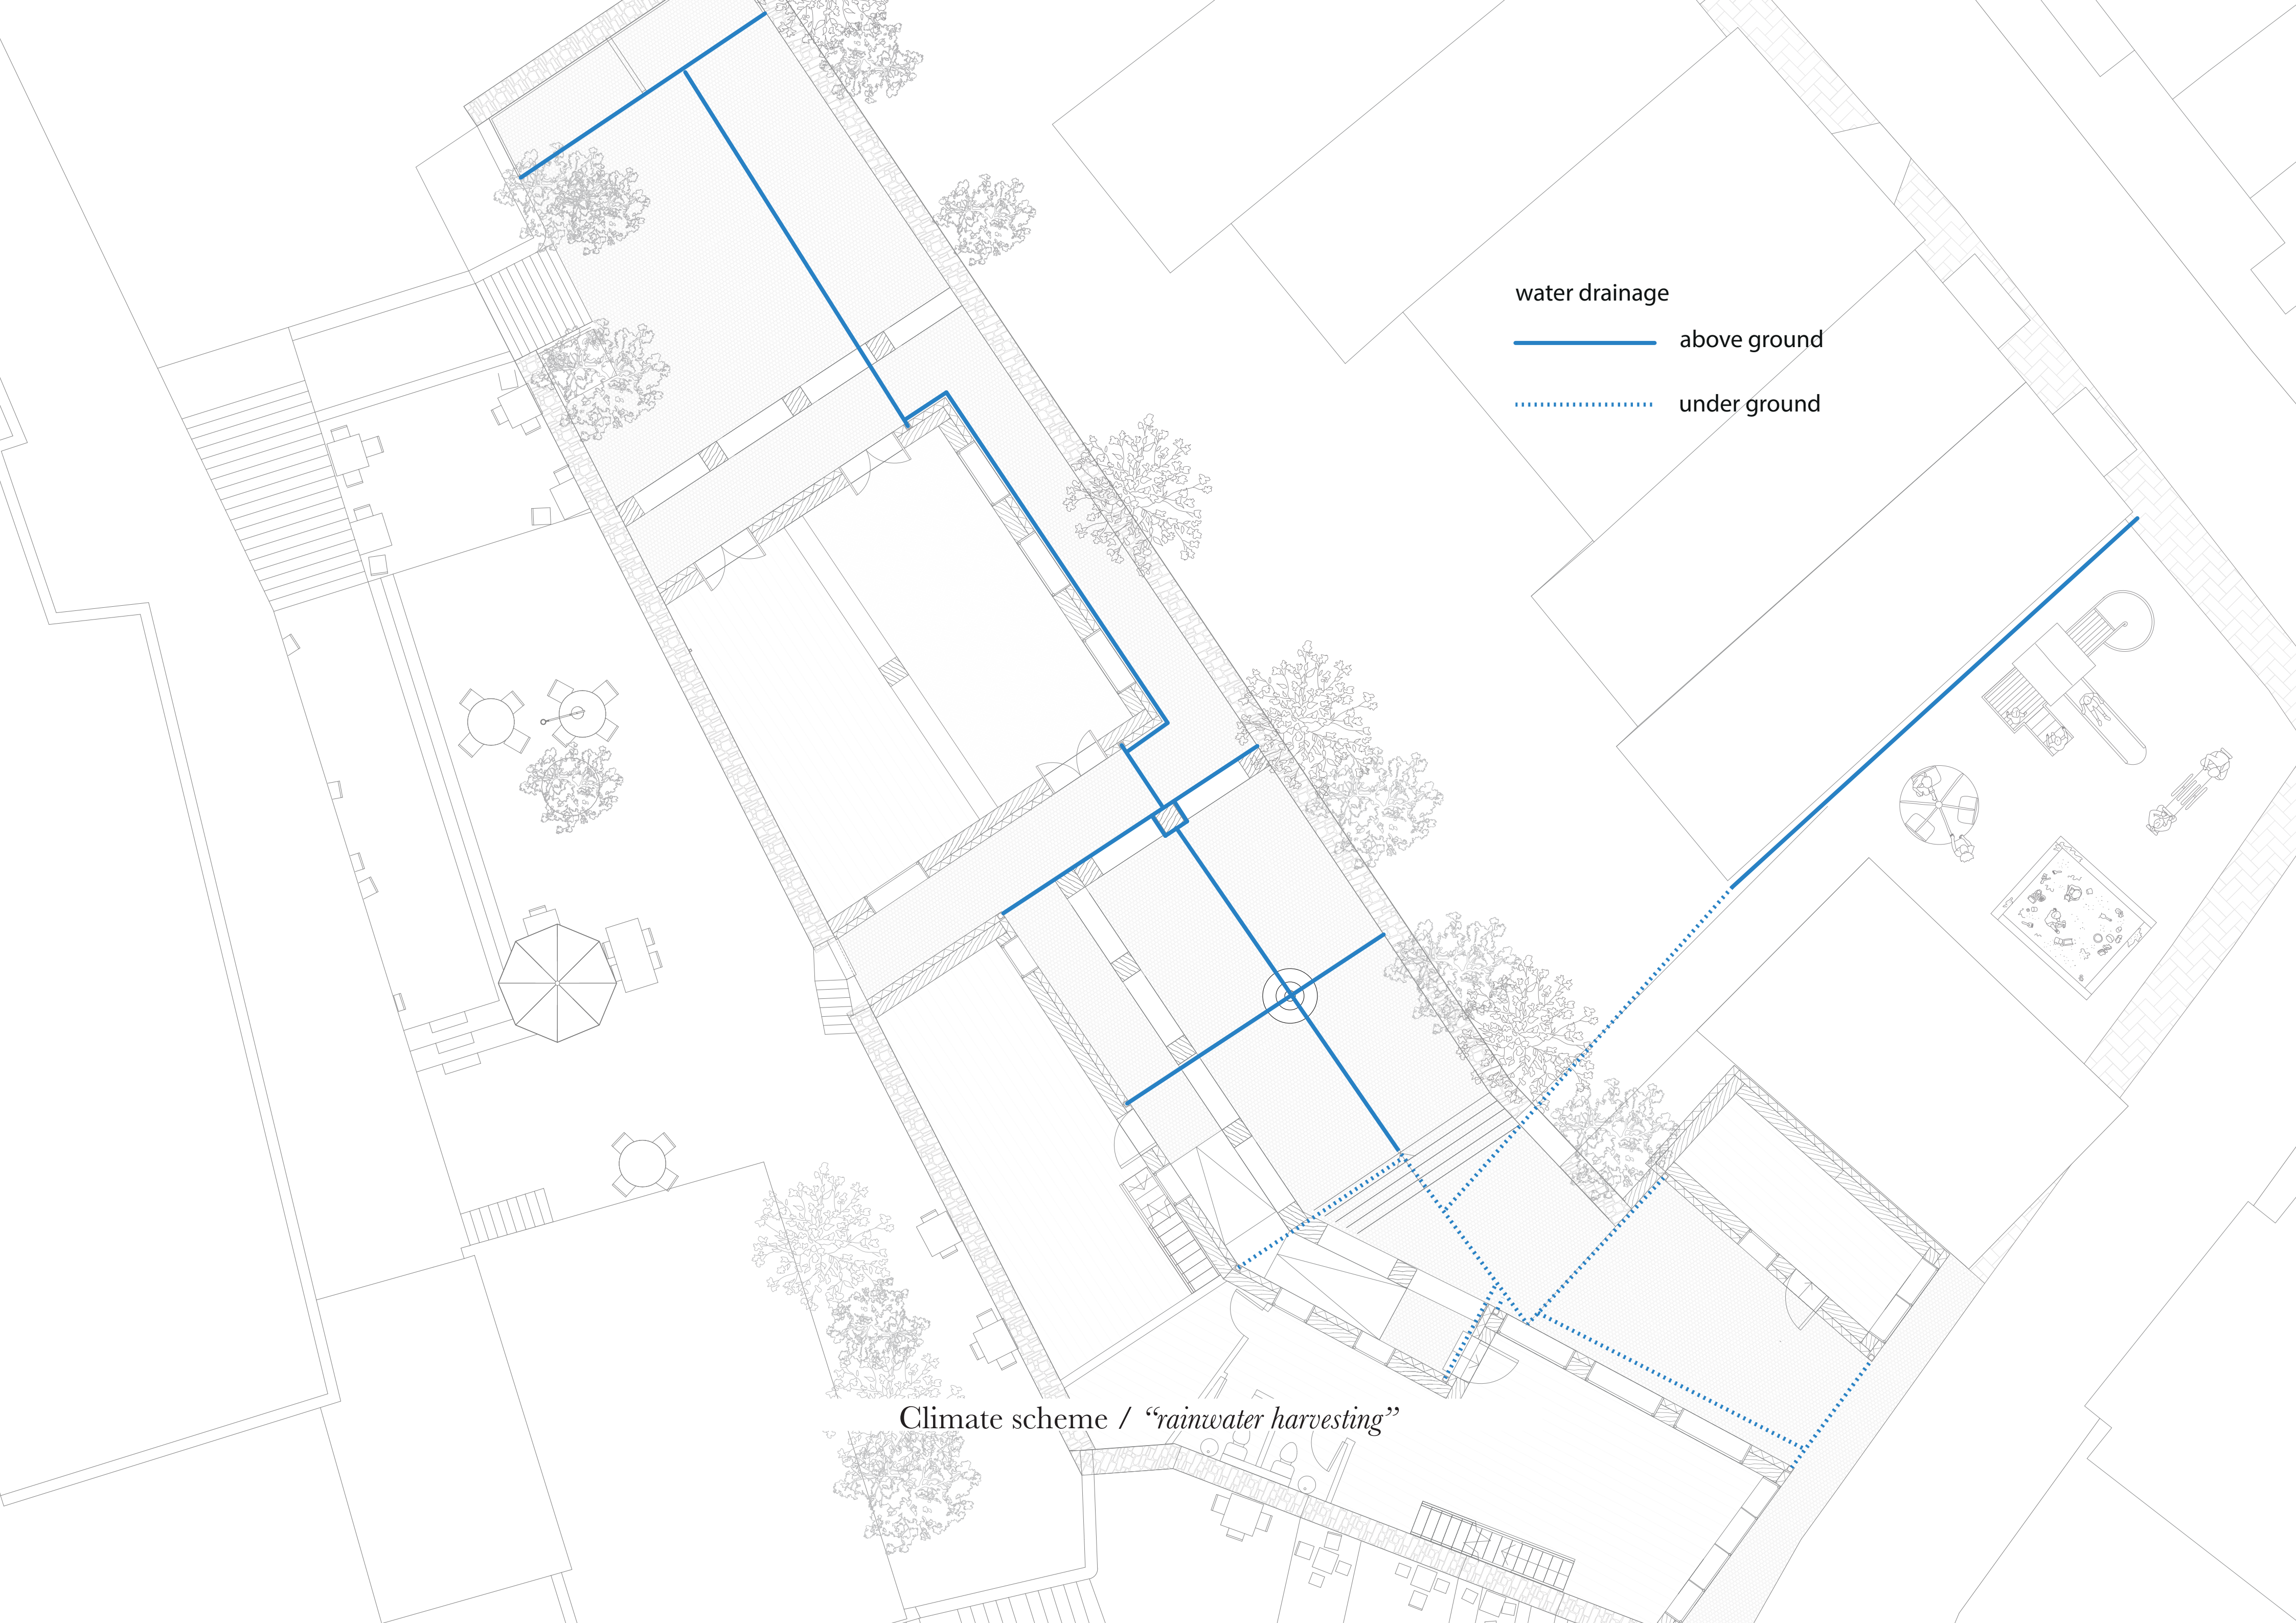 water drainage
above ground
under ground
Climate scheme / “rainwater harvesting”